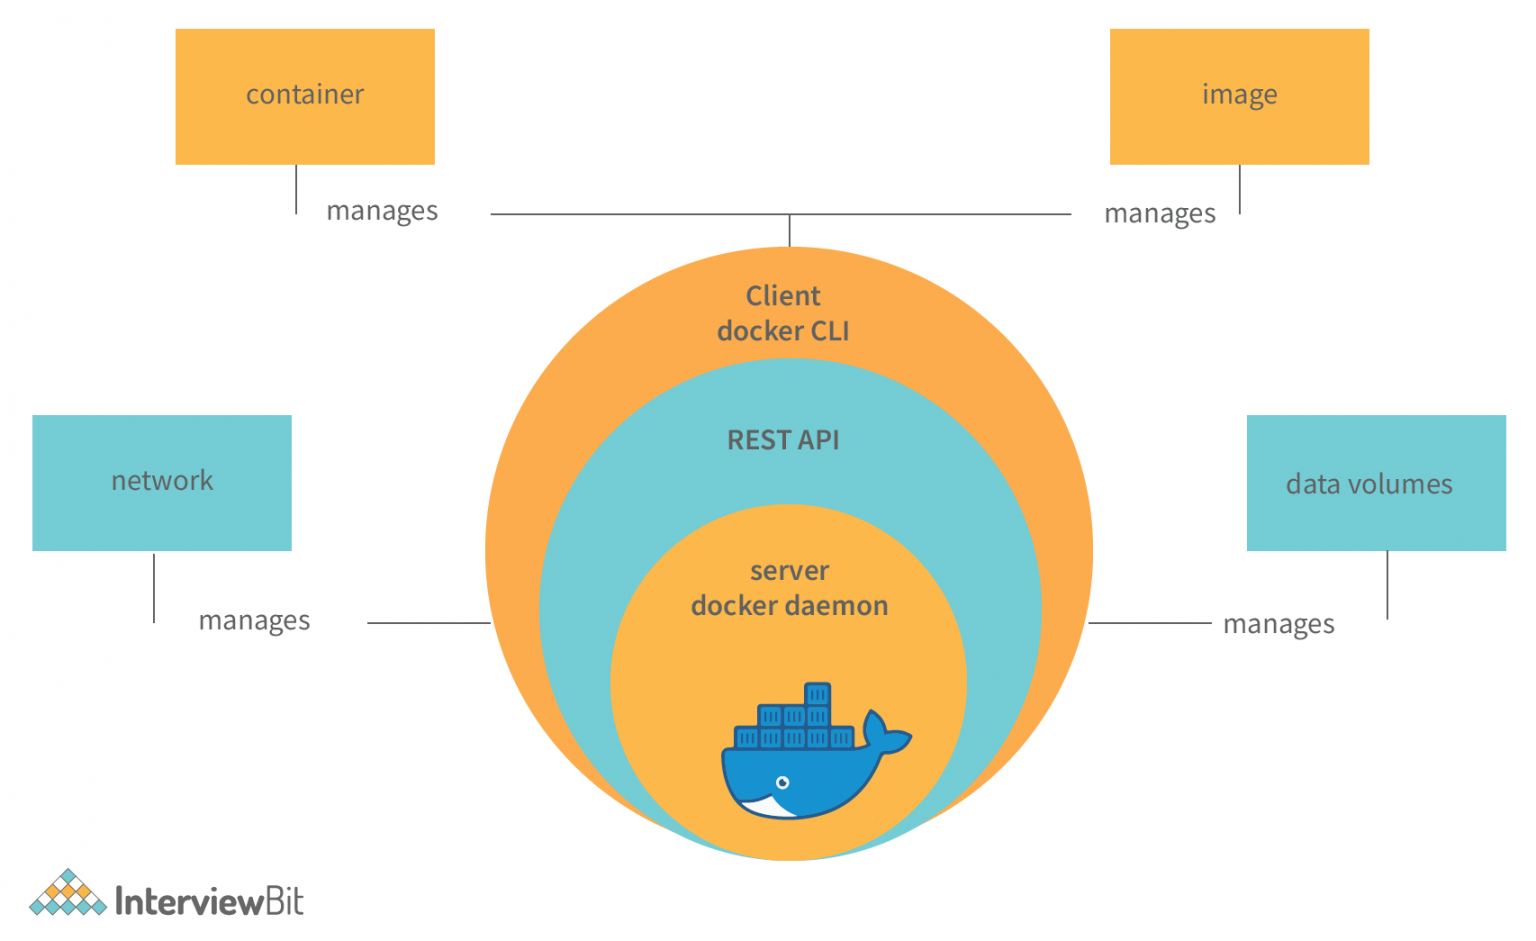 container
image
manages
manages
Client
docker CLI
REST API
network
data volumes
server
docker daemon
manages
manages
InterviewBit